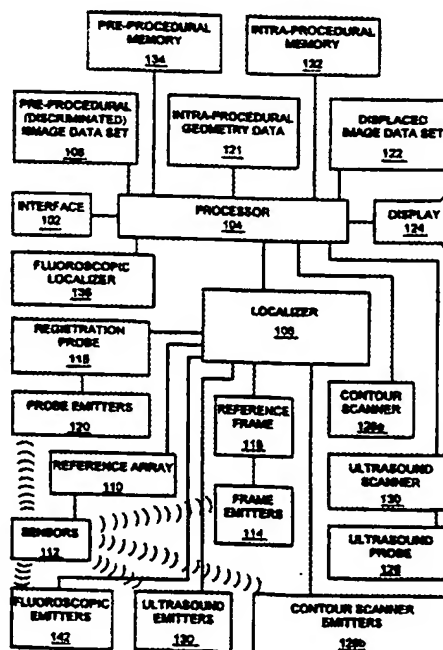 PRE-PROCEDURAL
MEMORY
134
INTRA-PROCEDURAL
MEMORY
132
PRE-PROCEDURAL
(DISCRIMINATED)
IMAGE DATA SET
106
INTRA-PROCEDURAL
GEOMETRY DATA
121
DISPLACED
IMAGE DATA SET
122
INTERFACE
102
PROCESSOR
104
DISPLAY
124
FLUOROSCOPIC
LOCALIZER
136
LOCALIZER
108
REGISTRATION
PROBE
116
PROBE EMITTERS
120
REFERENCE
FRAME
118
CONTOUR
SCANNER
REFERENCE ARRAY
110
ULTRASOUND
SCANNER
130
SENSORS
112
FRAME
EMITTERS
114
ULTRASOUND
PROBE
128
FLUOROSCOPIC
EMITTERS
142
ULTRASOUND
EMITTERS
130
CONTOUR SCANNER
EMITTERS